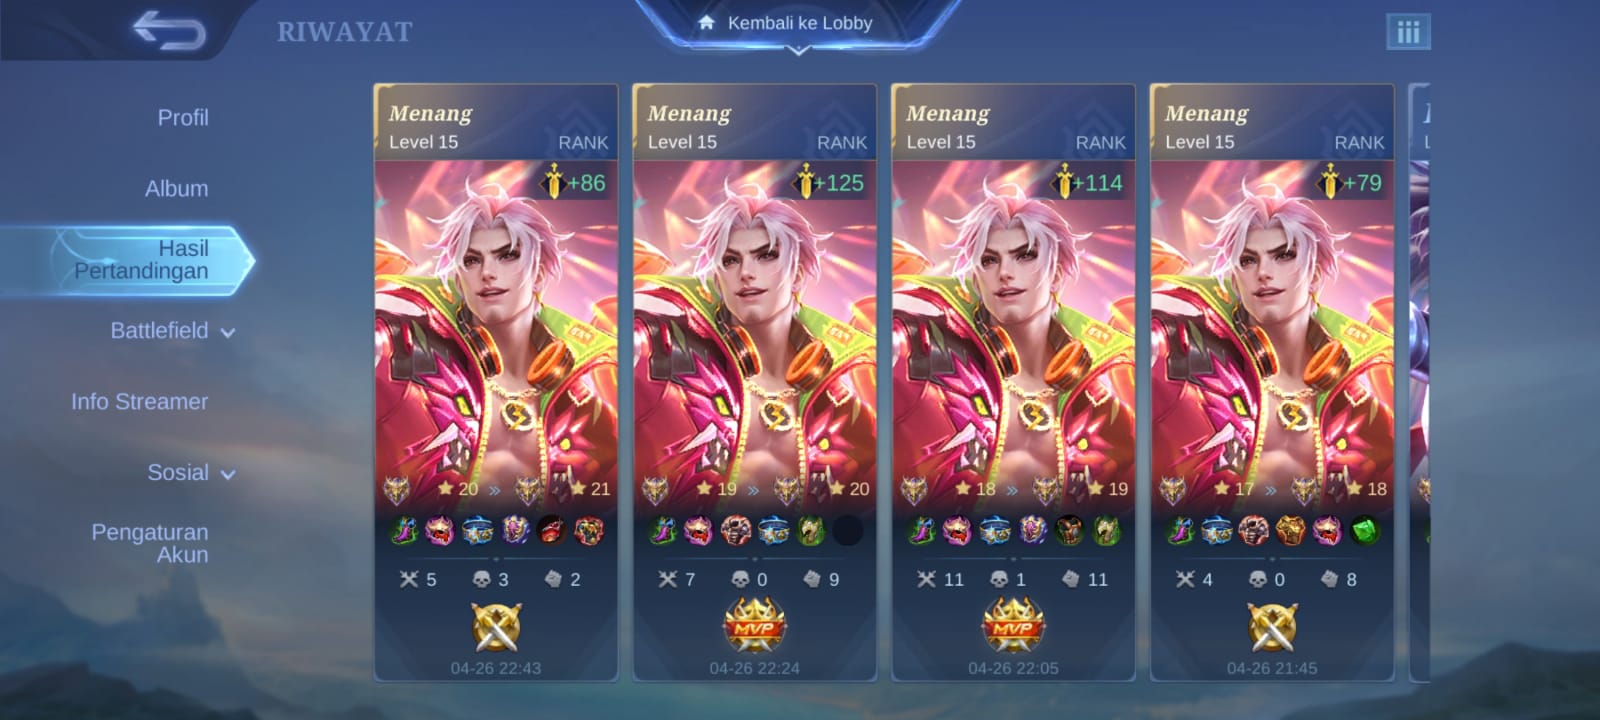 RIWAYAT
Kembali ke Lobby
Profil
Album
Hasil
Pertandingan
Battlefield
Info Streamer
Sosial
Pengaturan
Akun
Menang
Level 15 RANK
+86
20 » 21
5 3 2
04-26 22:43
Menang
Level 15 RANK
+125
19 » 20
7 0 9
MVP
04-26 22:24
Menang
Level 15 RANK
+114
18 » 19
11 1 11
MVP
04-26 22:05
Menang
Level 15 RANK
+79
17 » 18
4 0 8
04-26 21:45